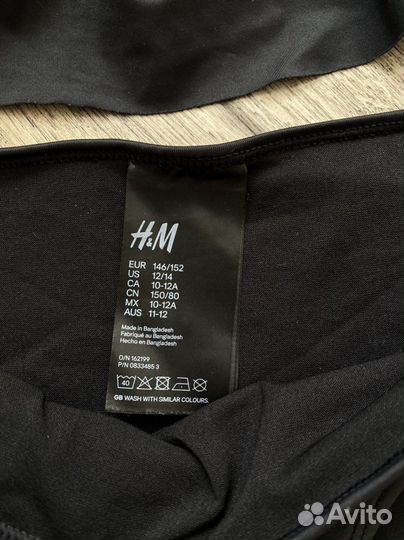 H&M
EUR 146/152
US 12/14
CA 10-12A
CN 150/80
MX 10-12A
AUS 11-12
Made in Bangladesh
Fabriqué au Bangladesh
Hecho en Bangladesh
O/N 162199
P/N 0833485 3
40
GB WASH WITH SIMILAR COLOURS.
Avito